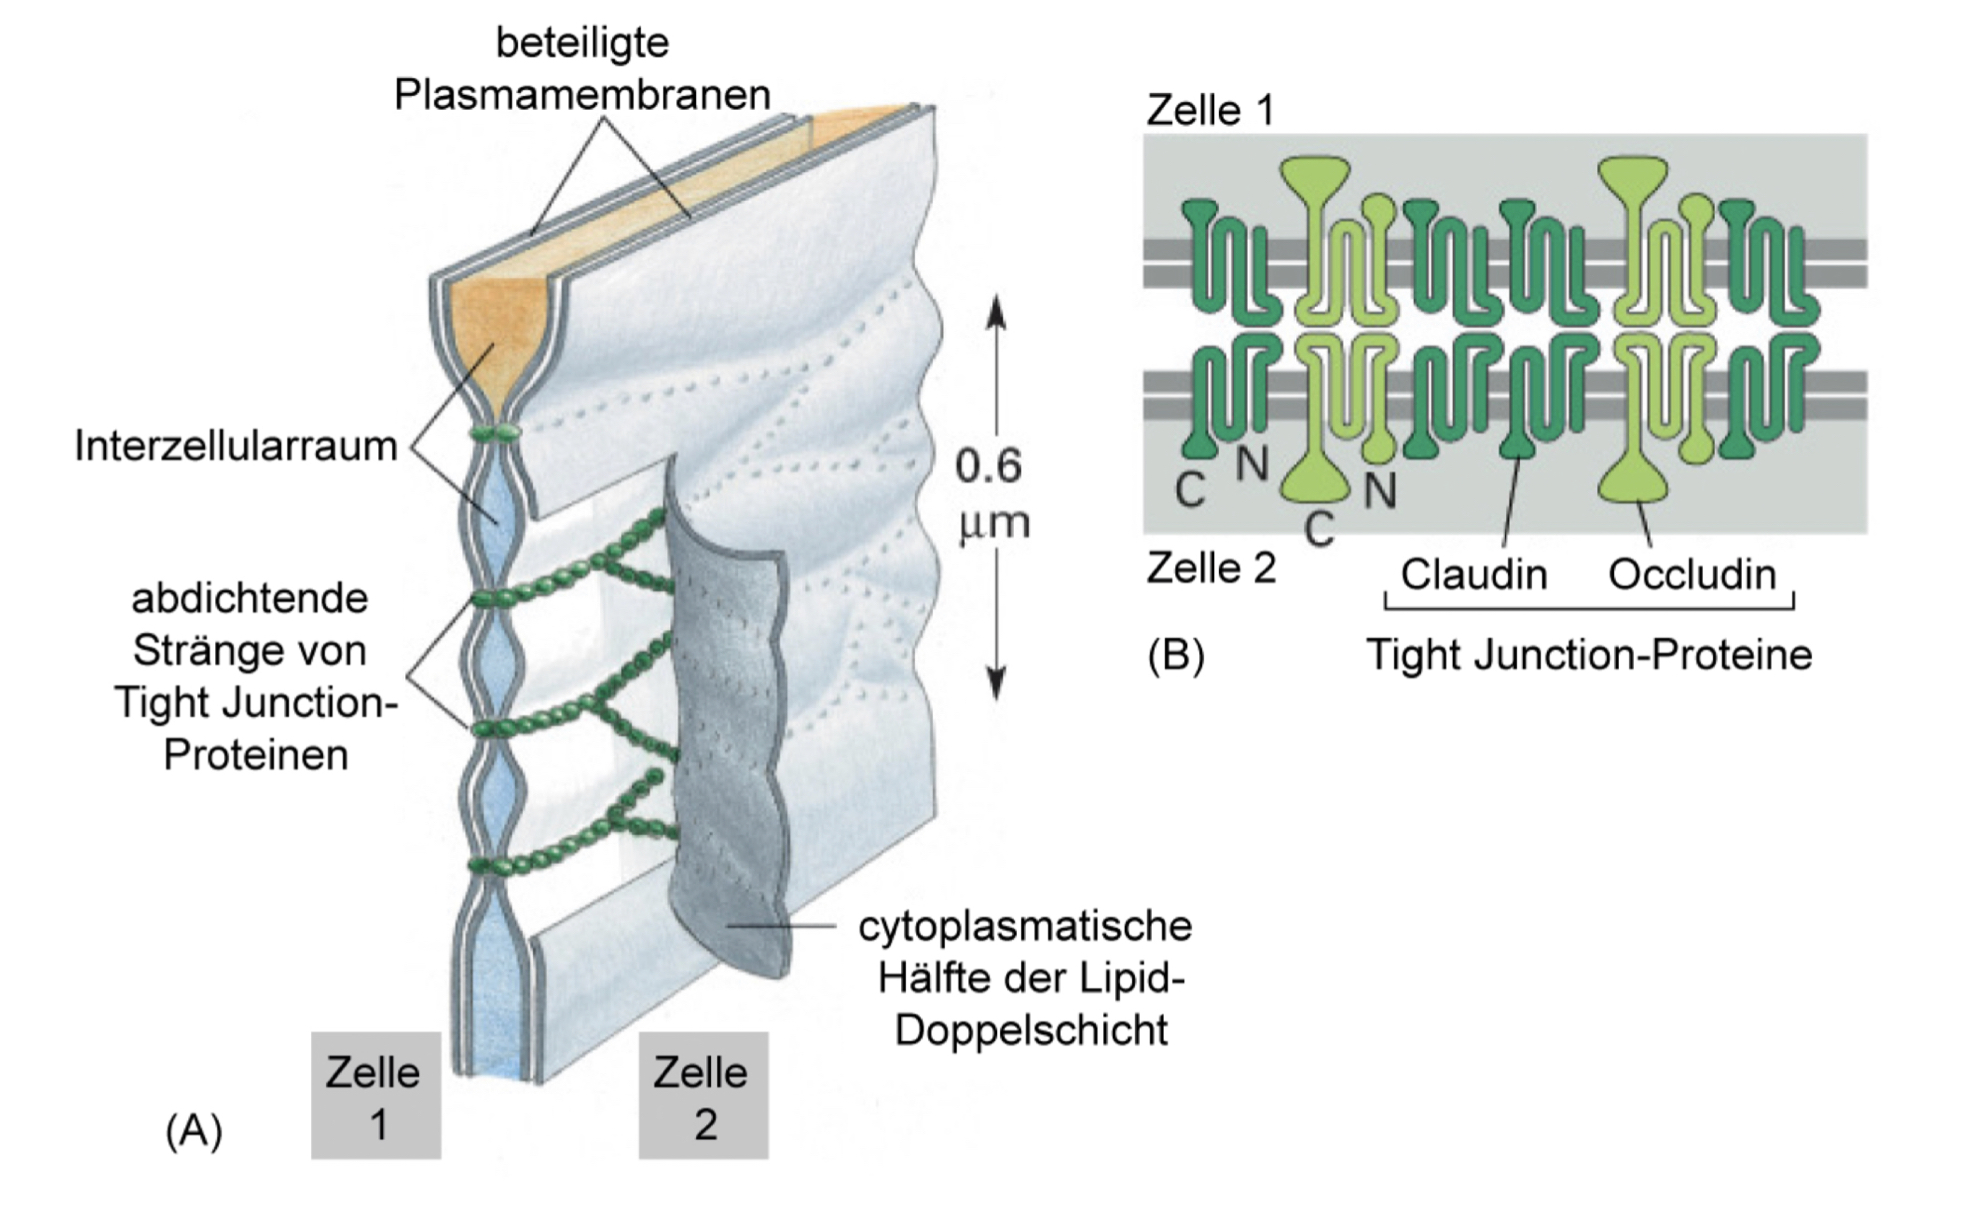 beteiligte
Plasmamembranen
Interzellularraum
abdichtende
Stränge von
Tight Junction-
Proteinen
0.6
μm
cytoplasmatische
Hälfte der Lipid-
Doppelschicht
Zelle
1
Zelle
2
(A)
Zelle 1
C
N
C
N
Zelle 2
Claudin
Occludin
(B)
Tight Junction-Proteine